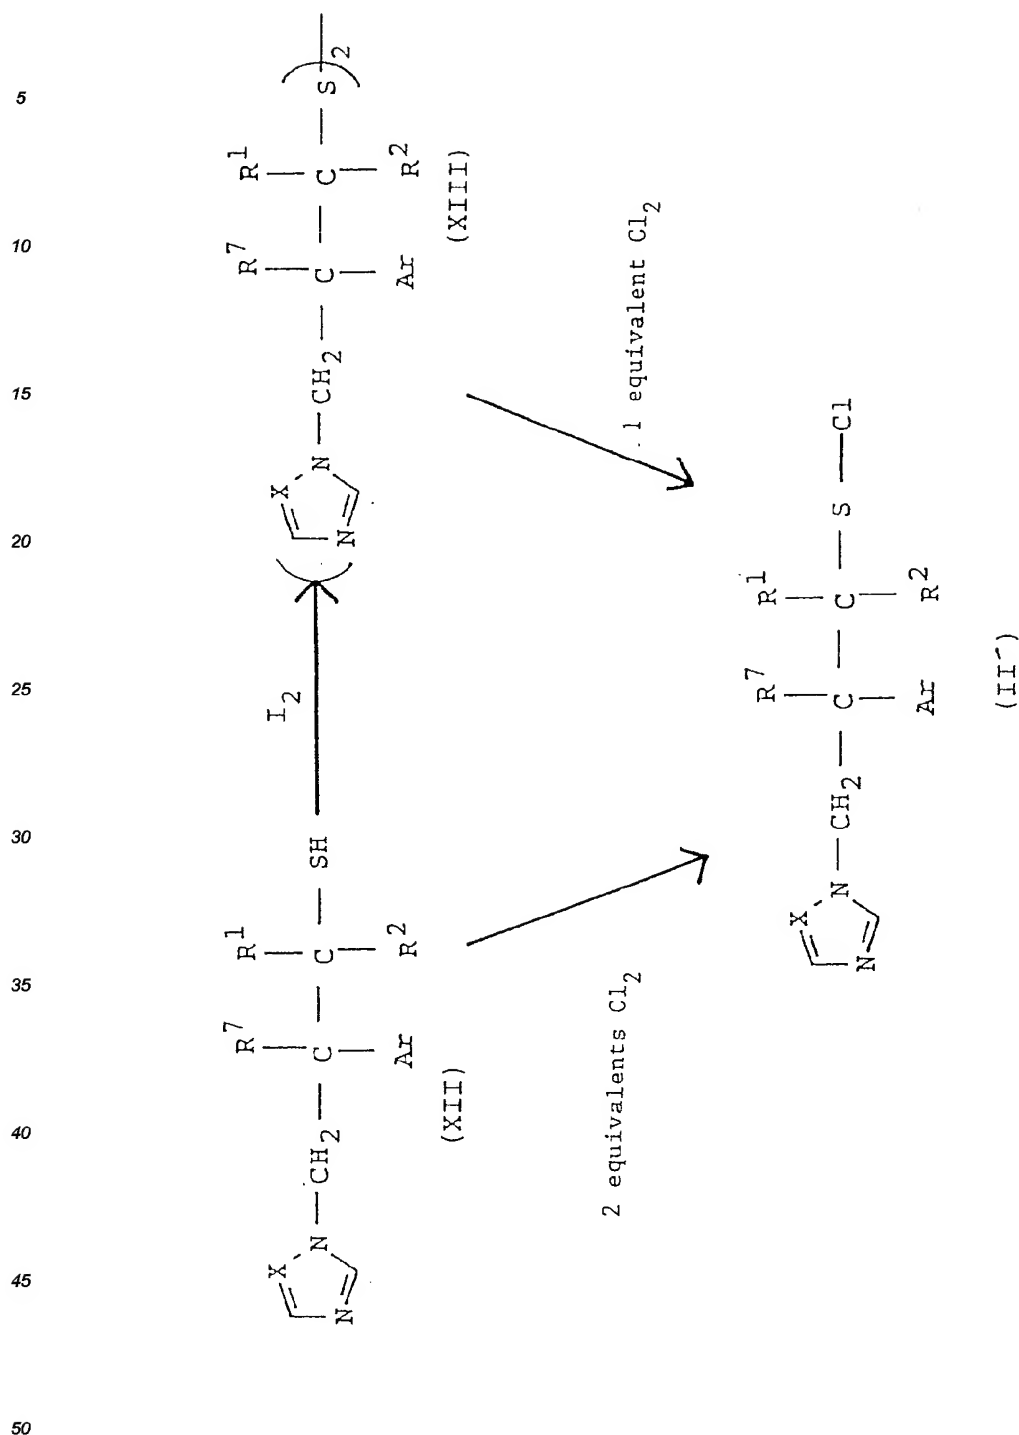 5
10
15
20
25
30
35
40
45
50
N X N — CH2 — C — C — SH
R7 R1
Ar R2
(XII)
I2
( N X N — CH2 — C — C — S )2
R7 R1
Ar R2
(XIII)
2 equivalents Cl2
1 equivalent Cl2
N X N — CH2 — C — C — S — Cl
R7 R1
Ar R2
(II')